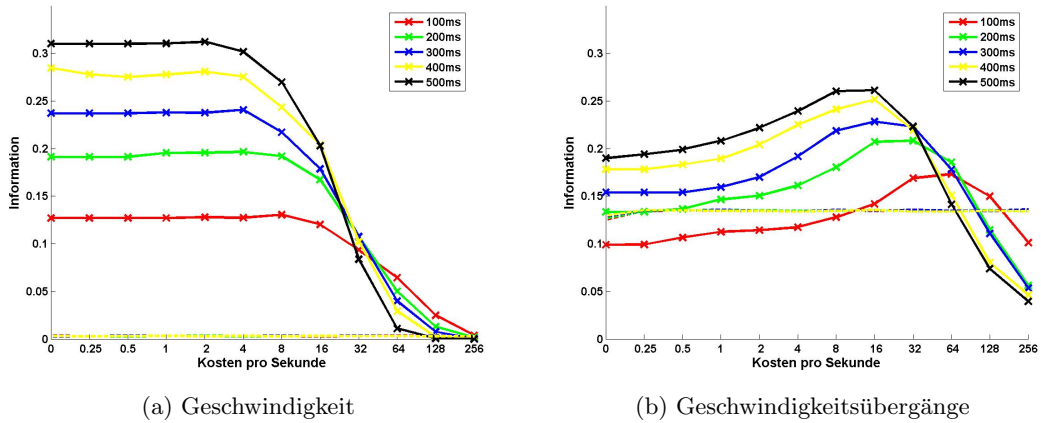 Information
0.3
0.25
0.2
0.15
0.1
0.05
0
0 0.25 0.5 1 2 4 8 16 32 64 128 256
Kosten pro Sekunde
100ms
200ms
300ms
400ms
500ms
(a) Geschwindigkeit
Information
0.3
0.25
0.2
0.15
0.1
0.05
0
0 0.25 0.5 1 2 4 8 16 32 64 128 256
Kosten pro Sekunde
100ms
200ms
300ms
400ms
500ms
(b) Geschwindigkeitsübergänge